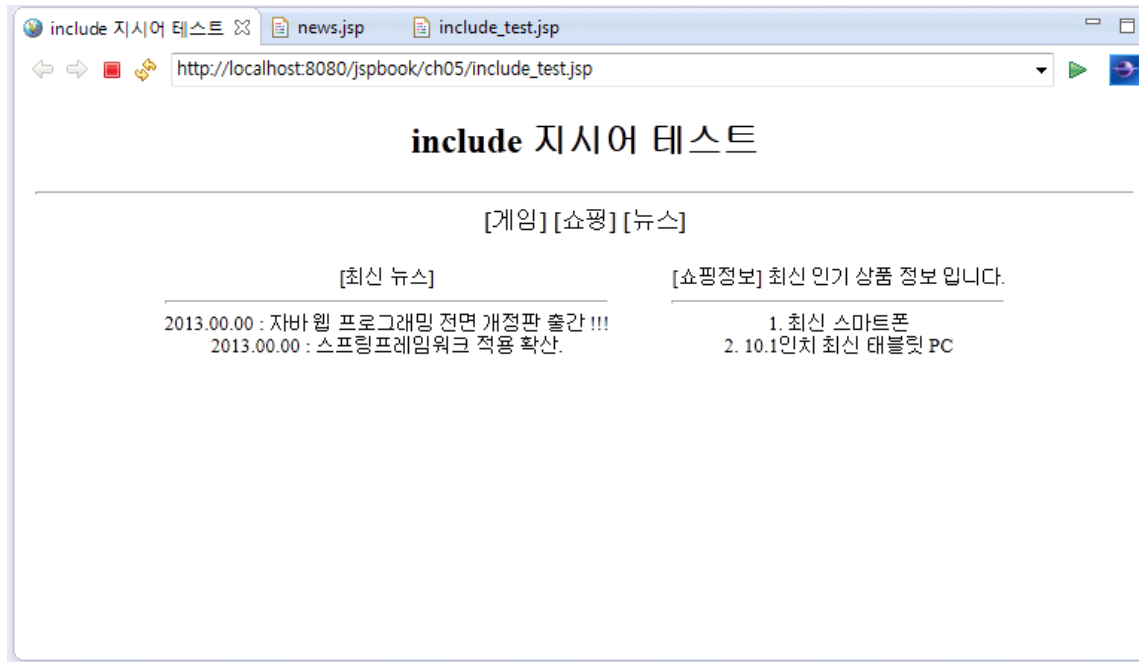 include 지시어 테스트 news.jsp include_test.jsp
http://localhost:8080/jspbook/ch05/include_test.jsp
include 지시어 테스트
[게임] [쇼핑] [뉴스]
[최신 뉴스]
2013.00.00 : 자바 웹 프로그래밍 전면 개정판 출간 !!!
2013.00.00 : 스프링프레임워크 적용 확산.
[쇼핑정보] 최신 인기 상품 정보 입니다.
1. 최신 스마트폰
2. 10.1인치 최신 태블릿 PC